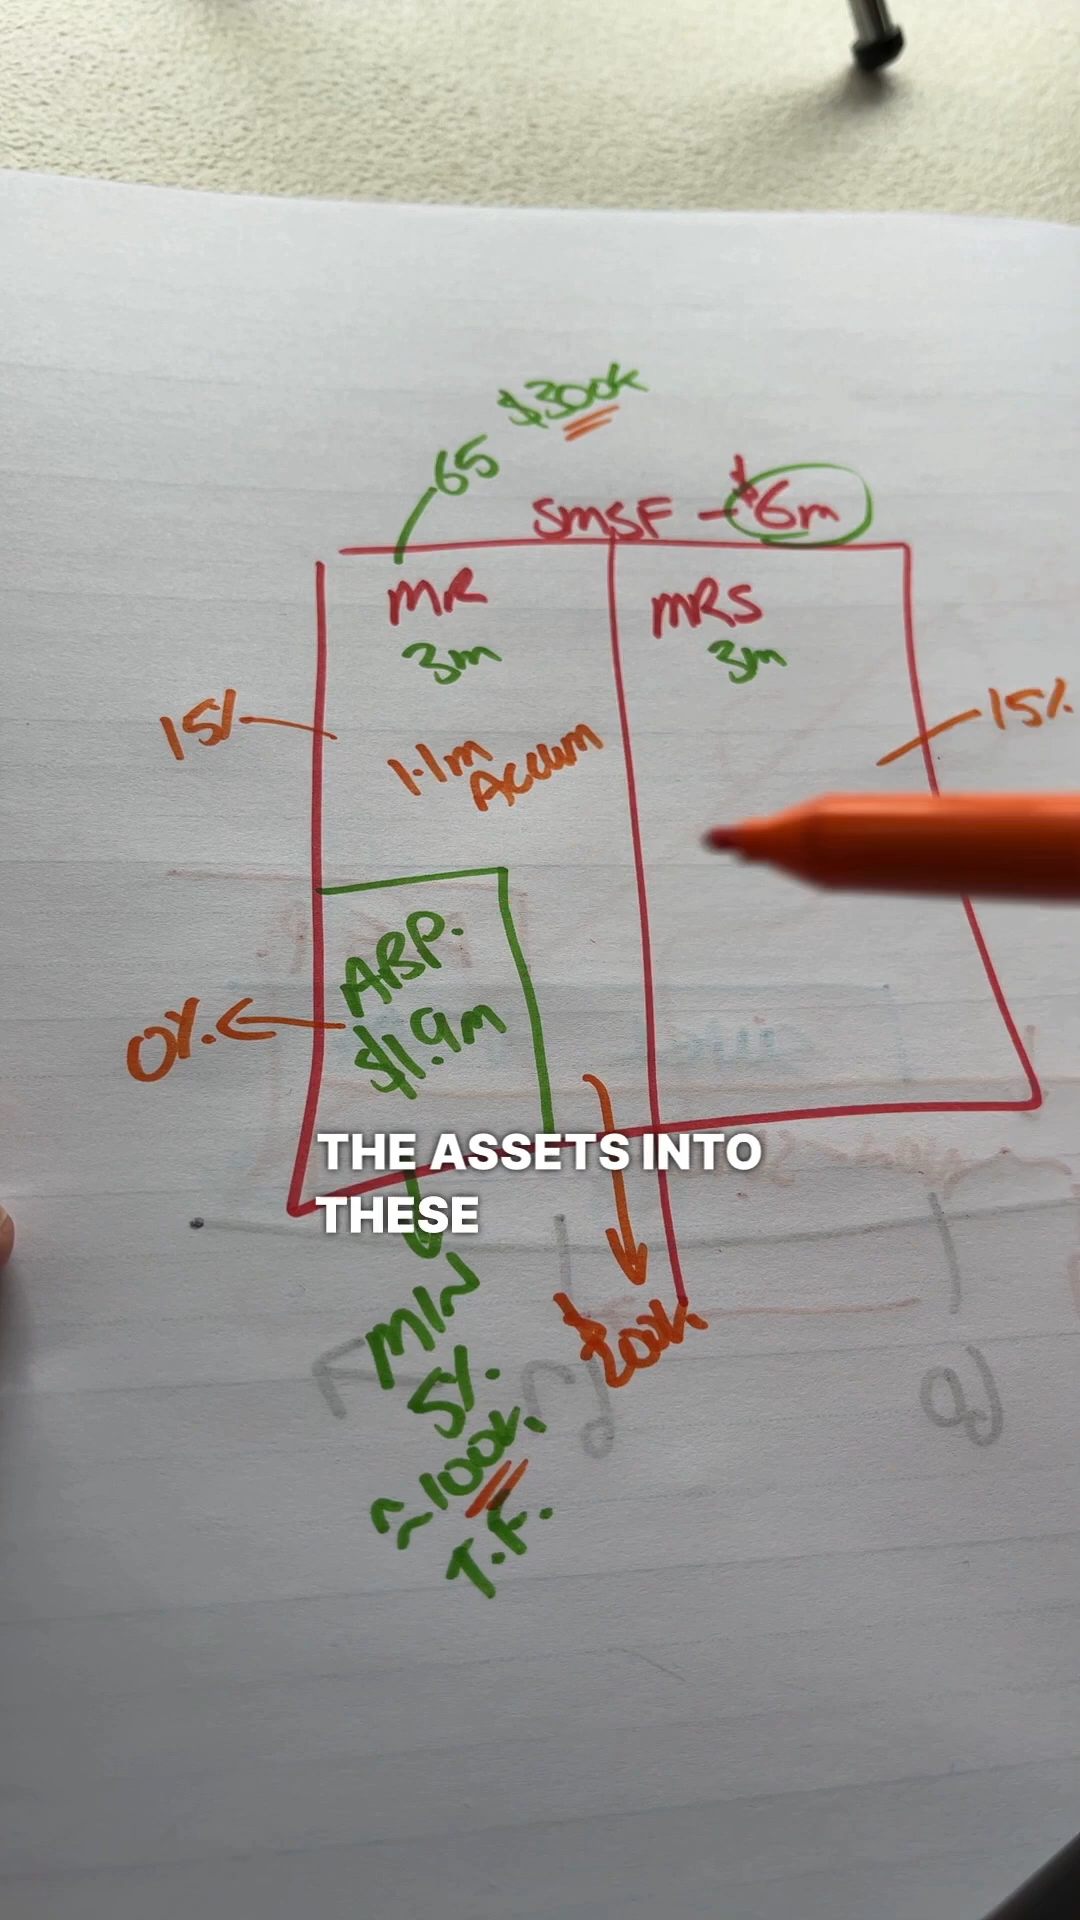 $300k
65
SMSF - $6m
MR
MRS
3m
3m
15%
15%
1.1m
Accum
ABP.
$1.9m
0%.
THE ASSETS INTO
THESE
MIN
5%.
$200k
≈100k.
T.F.